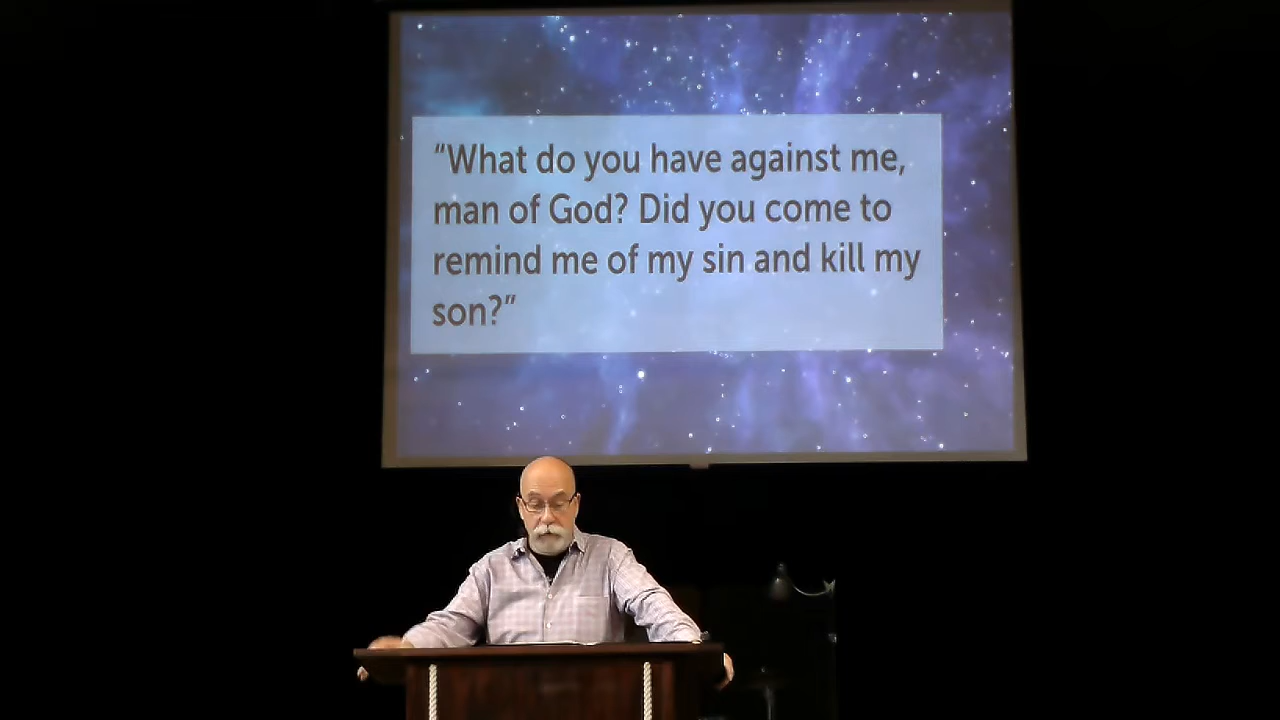 “What do you have against me,
man of God? Did you come to
remind me of my sin and kill my
son?”